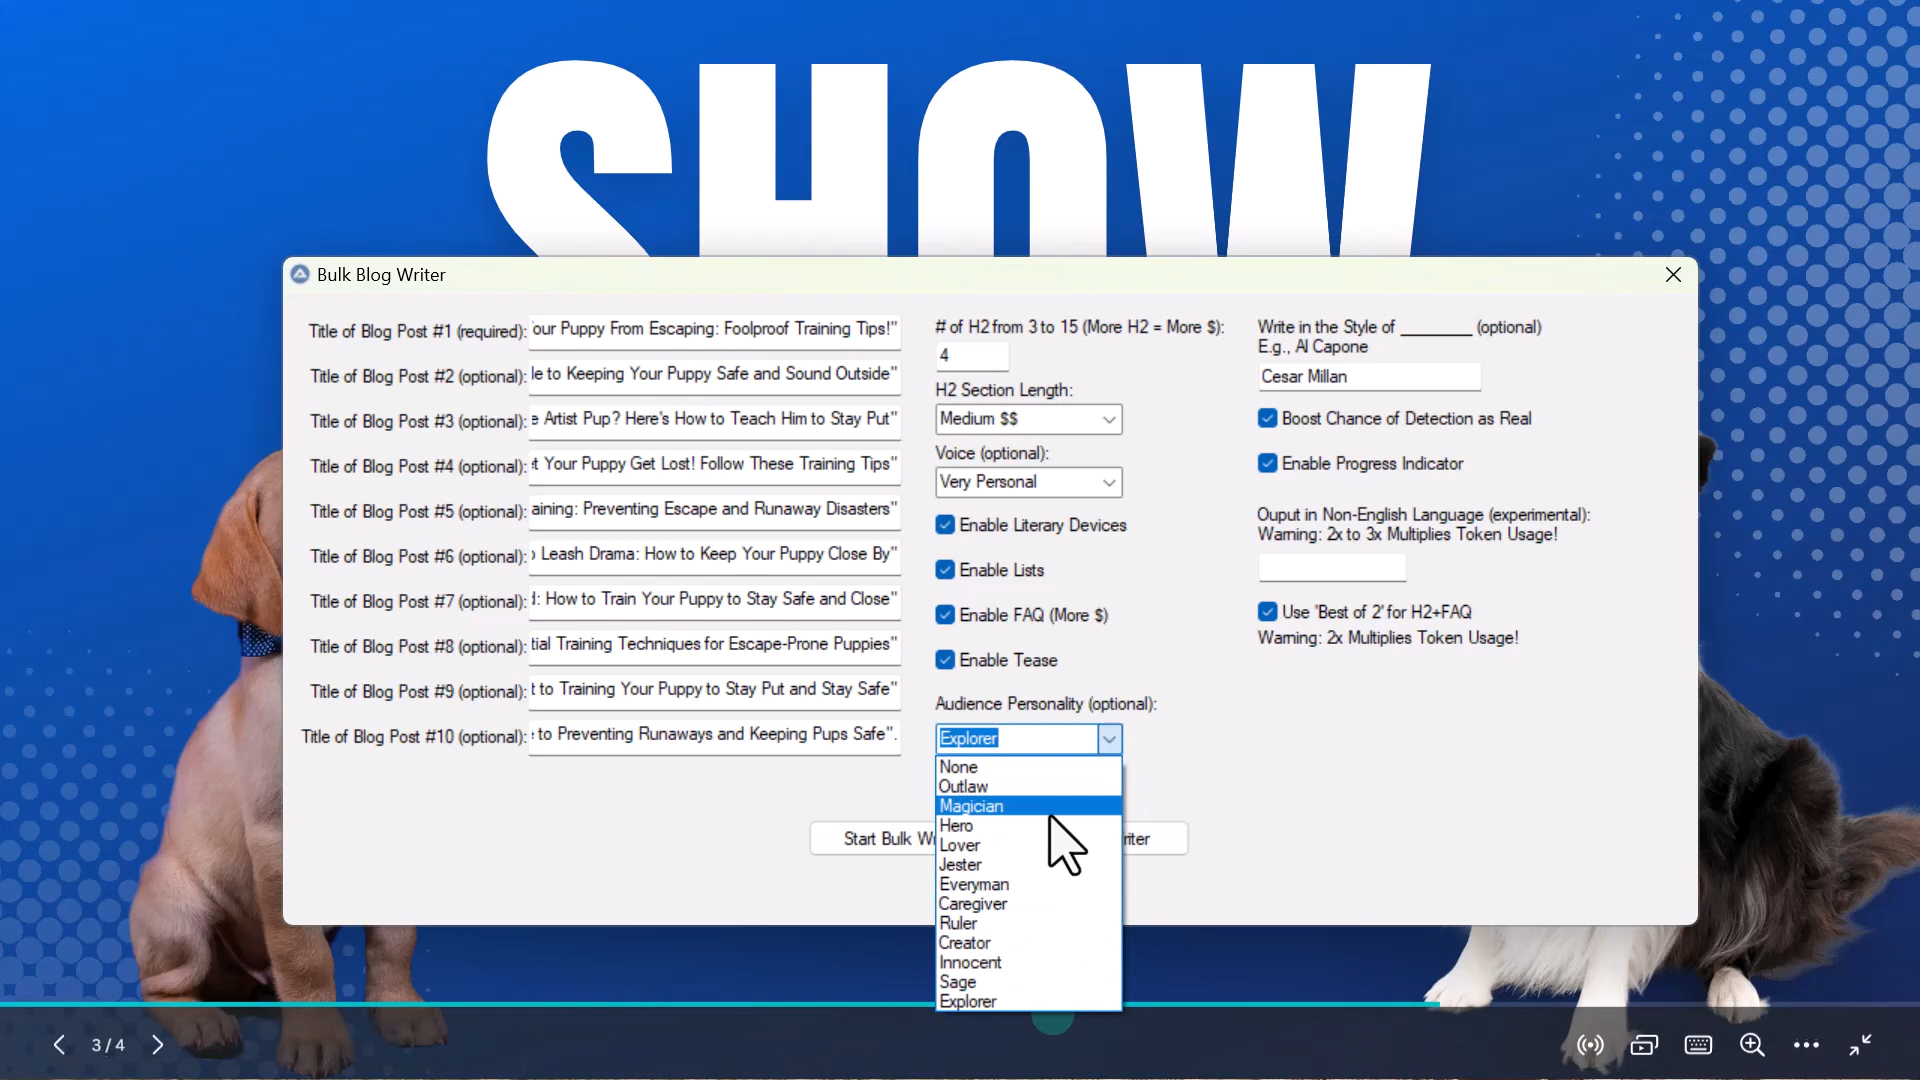 SHOW
Bulk Blog Writer
Title of Blog Post #1 (required): our Puppy From Escaping: Foolproof Training Tips!"
Title of Blog Post #2 (optional): le to Keeping Your Puppy Safe and Sound Outside"
Title of Blog Post #3 (optional): e Artist Pup? Here's How to Teach Him to Stay Put"
Title of Blog Post #4 (optional): t Your Puppy Get Lost! Follow These Training Tips"
Title of Blog Post #5 (optional): aining: Preventing Escape and Runaway Disasters"
Title of Blog Post #6 (optional): Leash Drama: How to Keep Your Puppy Close By"
Title of Blog Post #7 (optional): : How to Train Your Puppy to Stay Safe and Close"
Title of Blog Post #8 (optional): tial Training Techniques for Escape-Prone Puppies"
Title of Blog Post #9 (optional): t to Training Your Puppy to Stay Put and Stay Safe"
Title of Blog Post #10 (optional): to Preventing Runaways and Keeping Pups Safe".
# of H2 from 3 to 15 (More H2 = More $):
4
H2 Section Length:
Medium $$
Voice (optional):
Very Personal
Enable Literary Devices
Enable Lists
Enable FAQ (More $)
Enable Tease
Audience Personality (optional):
Explorer
None
Outlaw
Magician
Hero
Lover
Jester
Everyman
Caregiver
Ruler
Creator
Innocent
Sage
Explorer
Start Bulk W
riter
Write in the Style of ________ (optional)
E.g., Al Capone
Cesar Millan
Boost Chance of Detection as Real
Enable Progress Indicator
Ouput in Non-English Language (experimental):
Warning: 2x to 3x Multiplies Token Usage!
Use 'Best of 2' for H2+FAQ
Warning: 2x Multiplies Token Usage!
3 / 4